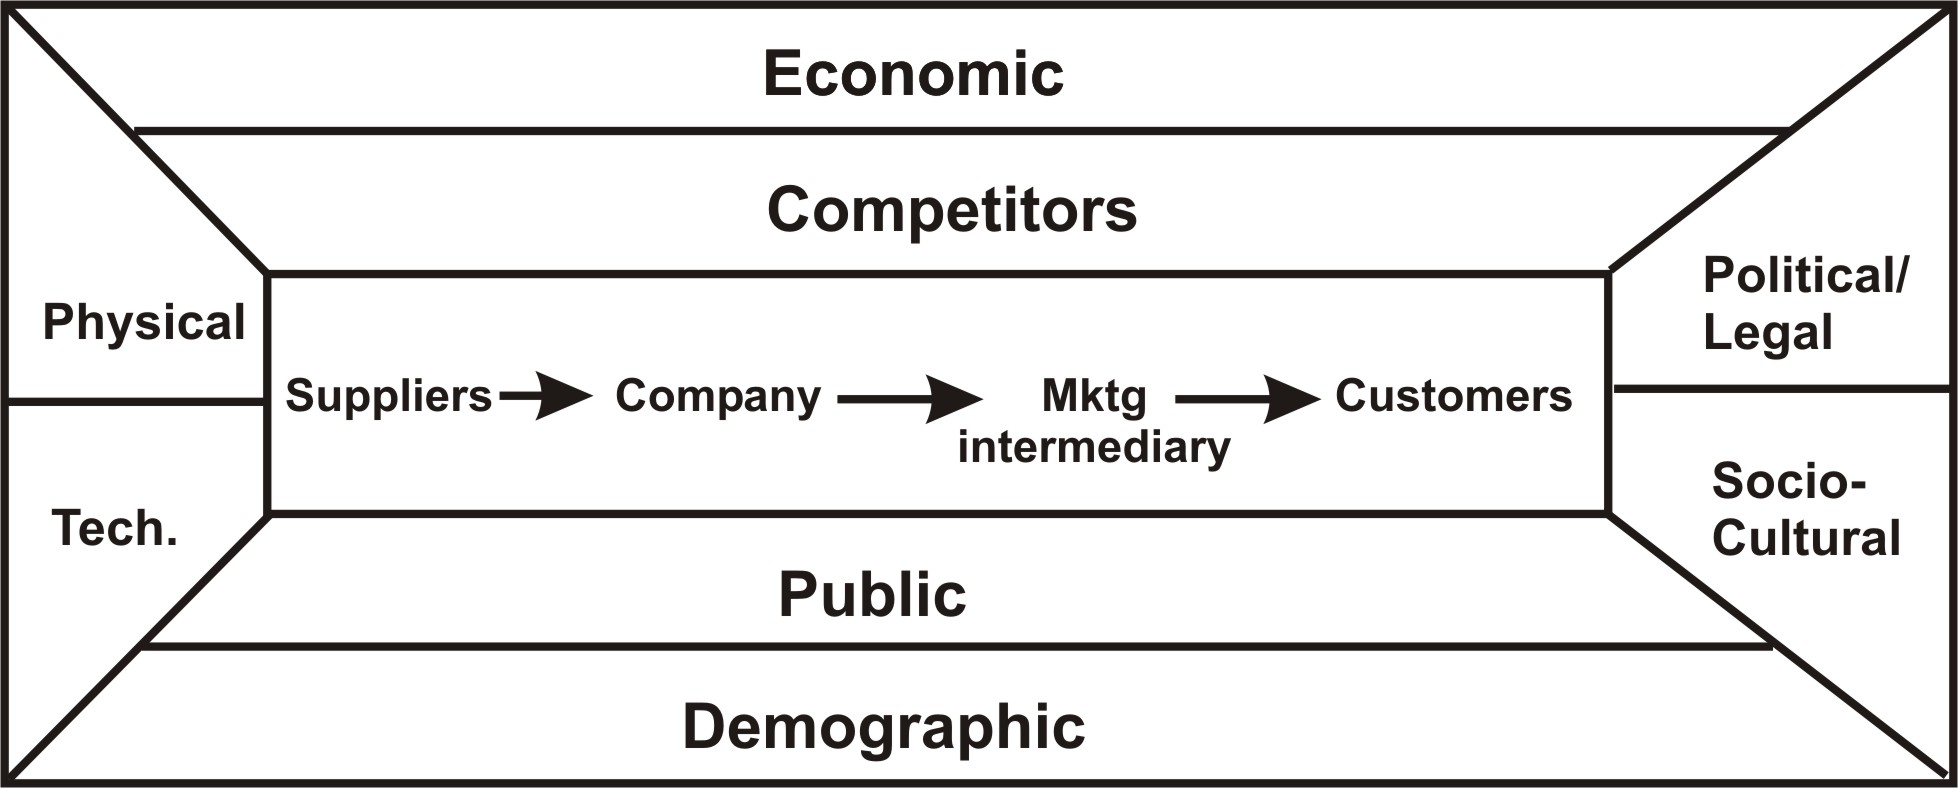 Economic
Competitors
Physical
Political/
Legal
Suppliers Company Mktg Customers
intermediary
Tech.
Socio-
Cultural
Public
Demographic